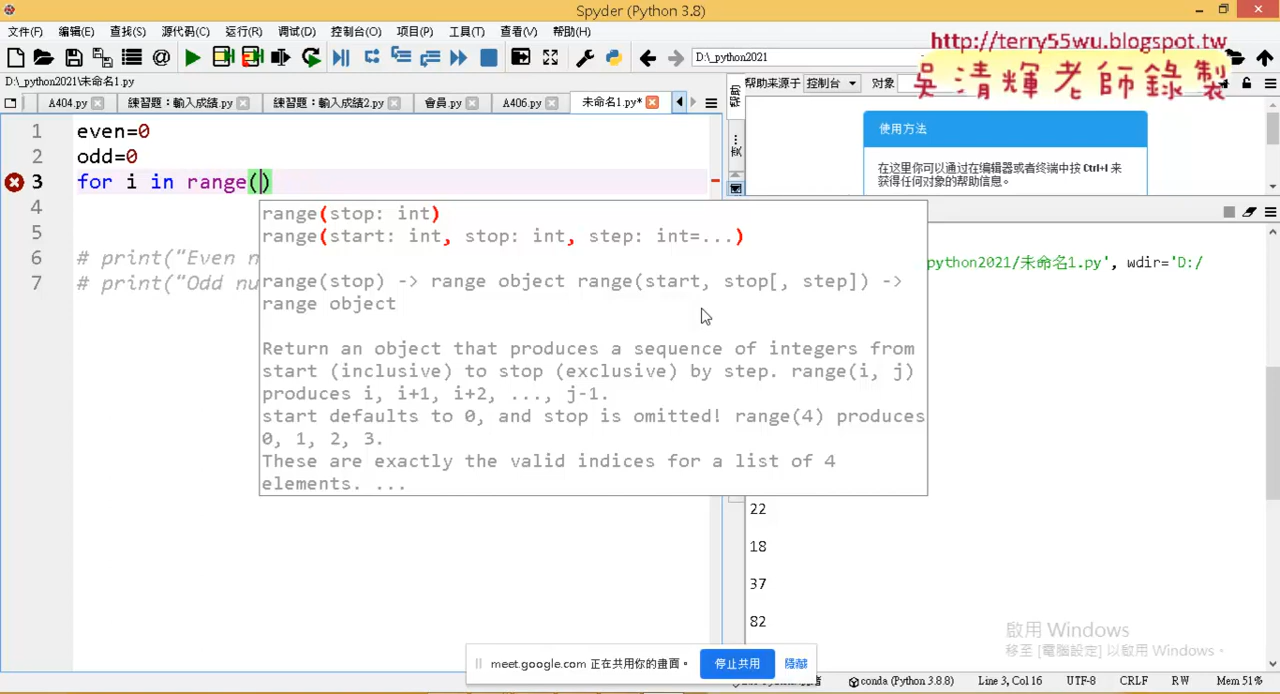 Spyder (Python 3.8)
文件(F) 编辑(E) 查找(S) 源代码(C) 运行(R) 调试(D) 控制台(O) 项目(P) 工具(T) 查看(V) 帮助(H)
http://terry55wu.blogspot.tw
D:\_python2021
吳清輝老師錄製
D:\_python2021\未命名1.py
帮助来源于 控制台 对象
A404.py 練習題：輸入成績.py 練習題：輸入成績2.py 會員.py A406.py 未命名1.py*
使用方法
在这里你可以通过在编辑器或者终端中按 Ctrl+I 来
获得任何对象的帮助信息。
1 even=0
2 odd=0
3 for i in range()
4
5
6 # print("Even n
7 # print("Odd nu
range(stop: int)
range(start: int, stop: int, step: int=...)
range(stop) -> range object range(start, stop[, step]) ->
range object
Return an object that produces a sequence of integers from
start (inclusive) to stop (exclusive) by step. range(i, j)
produces i, i+1, i+2, ..., j-1.
start defaults to 0, and stop is omitted! range(4) produces
0, 1, 2, 3.
These are exactly the valid indices for a list of 4
elements. ...
python2021/未命名1.py', wdir='D:/
22
18
37
82
啟用 Windows
移至 [電腦設定] 以啟用 Windows。
meet.google.com 正在共用你的畫面。 停止共用 隱藏
conda (Python 3.8.8) Line 3, Col 16 UTF-8 CRLF RW Mem 51%